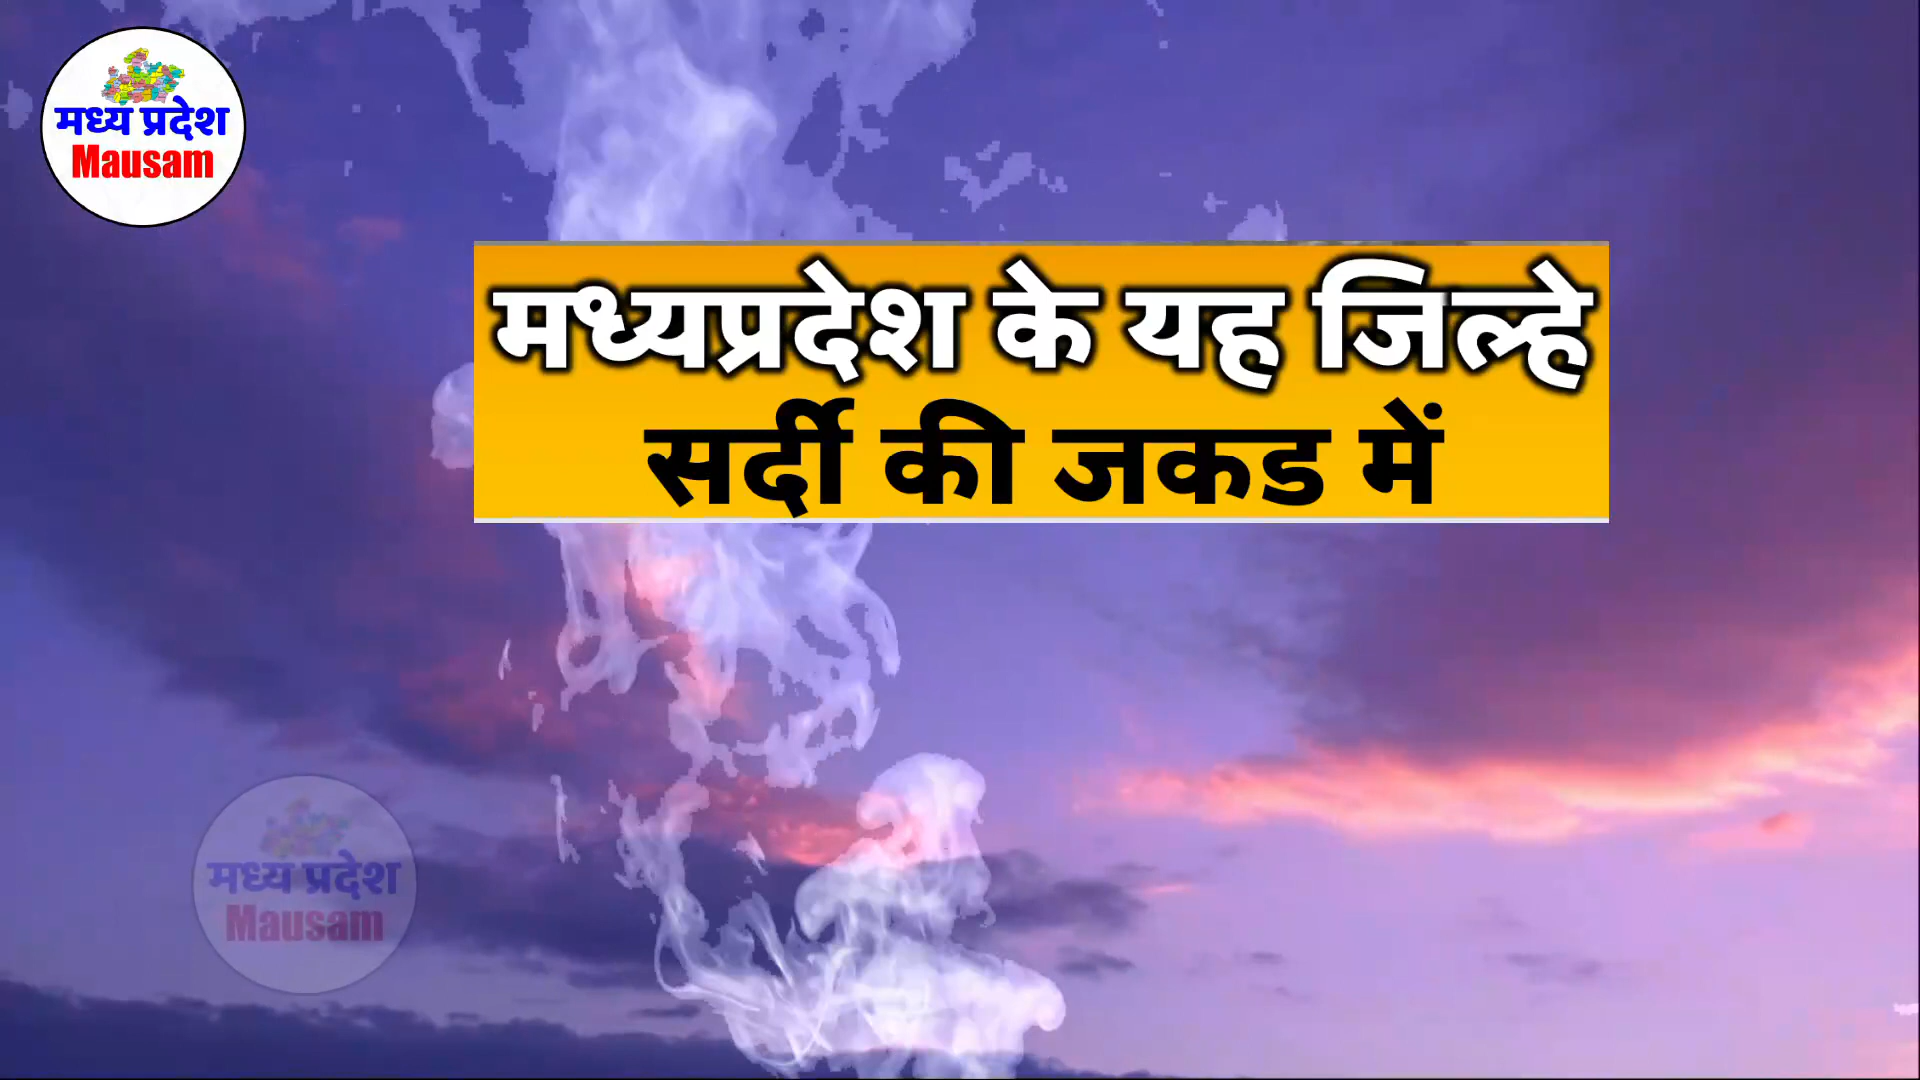 मध्य प्रदेश
Mausam
मध्यप्रदेश के यह जिल्हे
सर्दी की जकड में
मध्य प्रदेश
Mausam